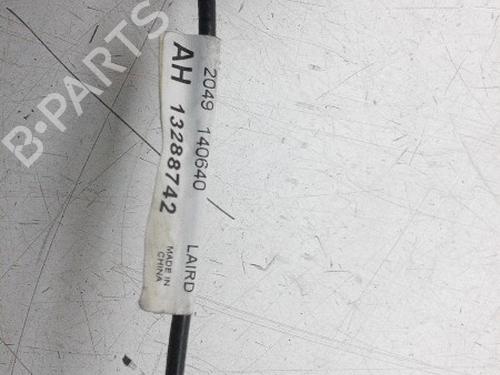 B-PARTS
2049 140640 LAIRD
AH 13288742 MADE IN
CHINA